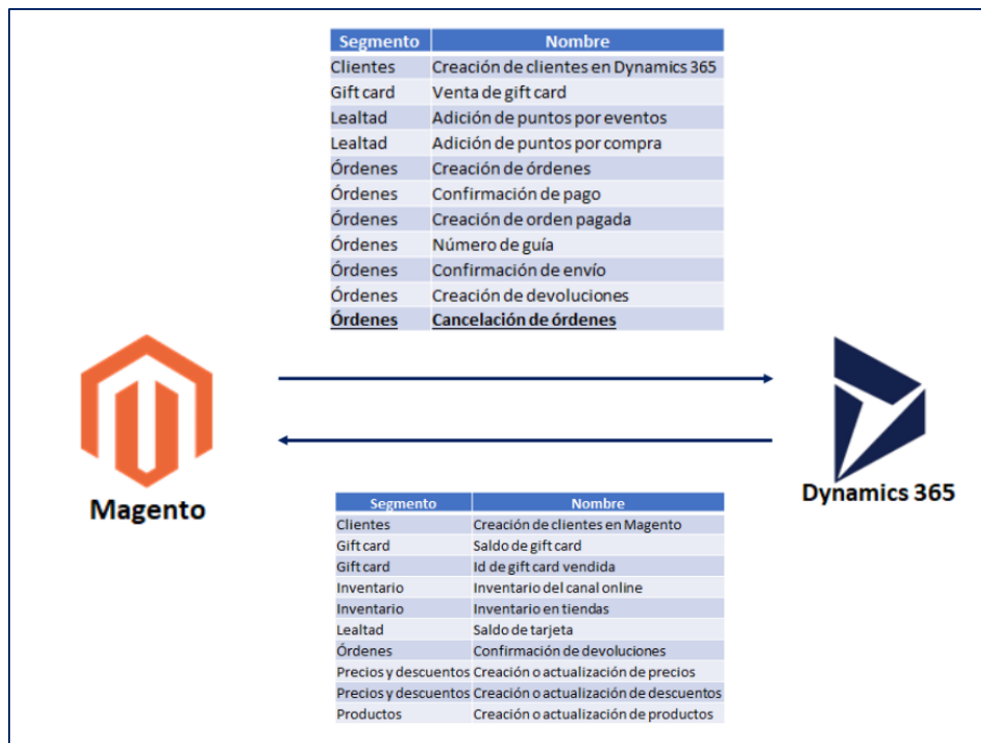 Segmento Nombre
Clientes Creación de clientes en Dynamics 365
Gift card Venta de gift card
Lealtad Adición de puntos por eventos
Lealtad Adición de puntos por compra
Órdenes Creación de órdenes
Órdenes Confirmación de pago
Órdenes Creación de orden pagada
Órdenes Número de guía
Órdenes Confirmación de envío
Órdenes Creación de devoluciones
Órdenes Cancelación de órdenes
Magento
Dynamics 365
Segmento Nombre
Clientes Creación de clientes en Magento
Gift card Saldo de gift card
Gift card Id de gift card vendida
Inventario Inventario del canal online
Inventario Inventario en tiendas
Lealtad Saldo de tarjeta
Órdenes Confirmación de devoluciones
Precios y descuentos Creación o actualización de precios
Precios y descuentos Creación o actualización de descuentos
Productos Creación o actualización de productos